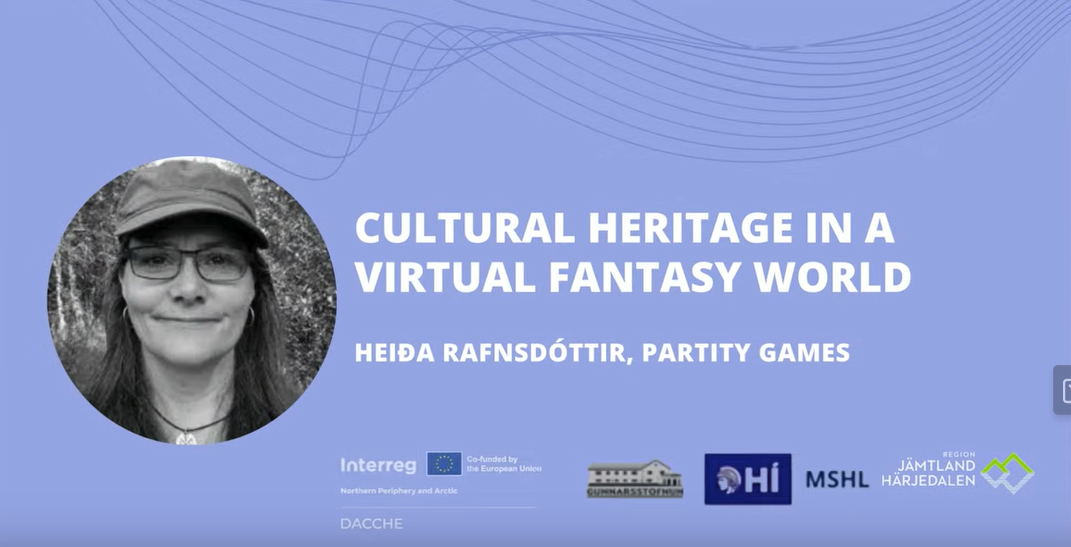 CULTURAL HERITAGE IN A
VIRTUAL FANTASY WORLD
HEIÐA RAFNSDÓTTIR, PARTITY GAMES
Interreg
Co-funded by
the European Union
Northern Periphery and Arctic
DACCHE
GUNNARSSTOFNUN
HÍ
MSHL
REGION
JÄMTLAND
HÄRJEDALEN